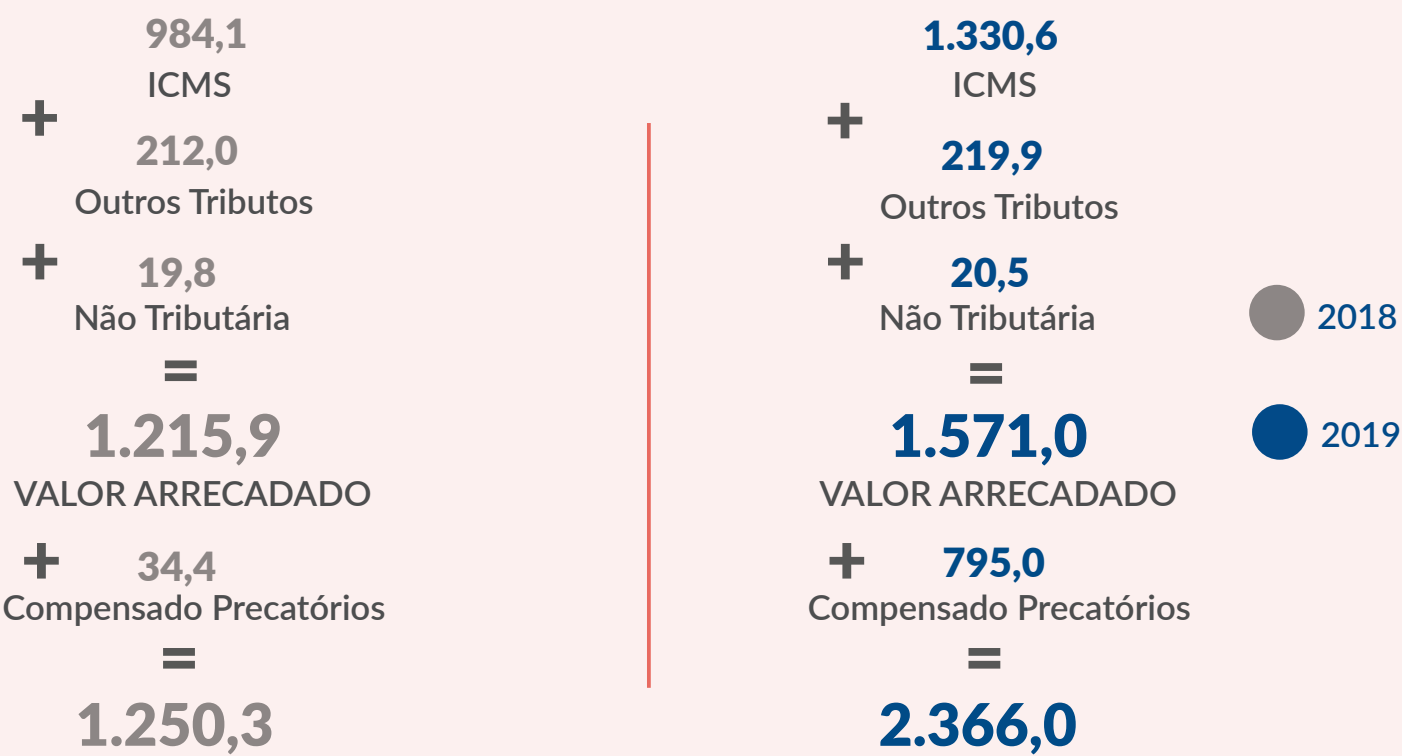 984,1
ICMS
+
212,0
Outros Tributos
+
19,8
Não Tributária
=
1.215,9
VALOR ARRECADADO
+
34,4
Compensado Precatórios
=
1.250,3
1.330,6
ICMS
+
219,9
Outros Tributos
+
20,5
Não Tributária
=
1.571,0
VALOR ARRECADADO
+
795,0
Compensado Precatórios
=
2.366,0
2018
2019